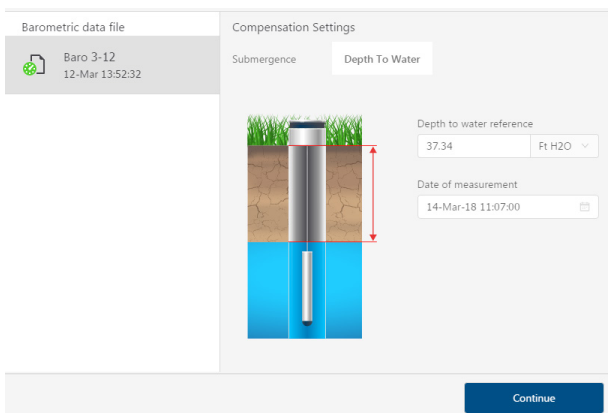 Barometric data file
Baro 3-12
12-Mar 13:52:32
Compensation Settings
Submergence
Depth To Water
Depth to water reference
37.34
Ft H2O
Date of measurement
14-Mar-18 11:07:00
Continue